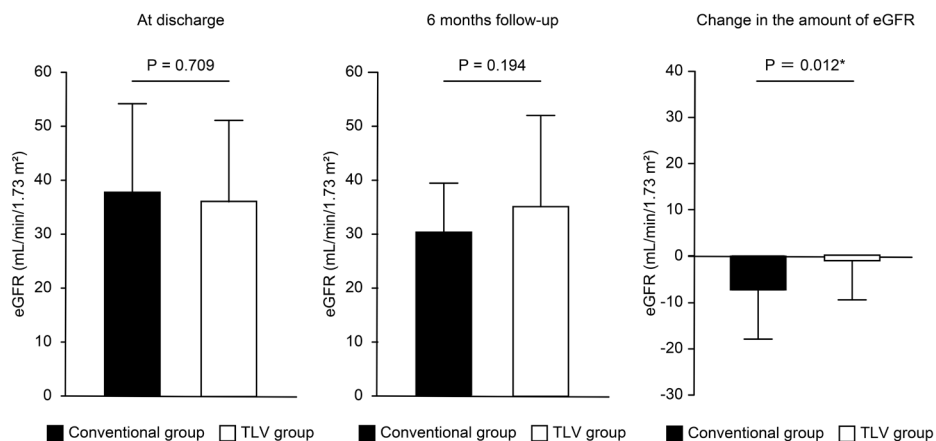 At discharge
P = 0.709
eGFR (mL/min/1.73 m²)
60
50
40
30
20
10
0
Conventional group TLV group
6 months follow-up
P = 0.194
eGFR (mL/min/1.73 m²)
60
50
40
30
20
10
0
Conventional group TLV group
Change in the amount of eGFR
P = 0.012*
eGFR (mL/min/1.73 m²)
40
30
20
10
0
-10
-20
-30
Conventional group TLV group